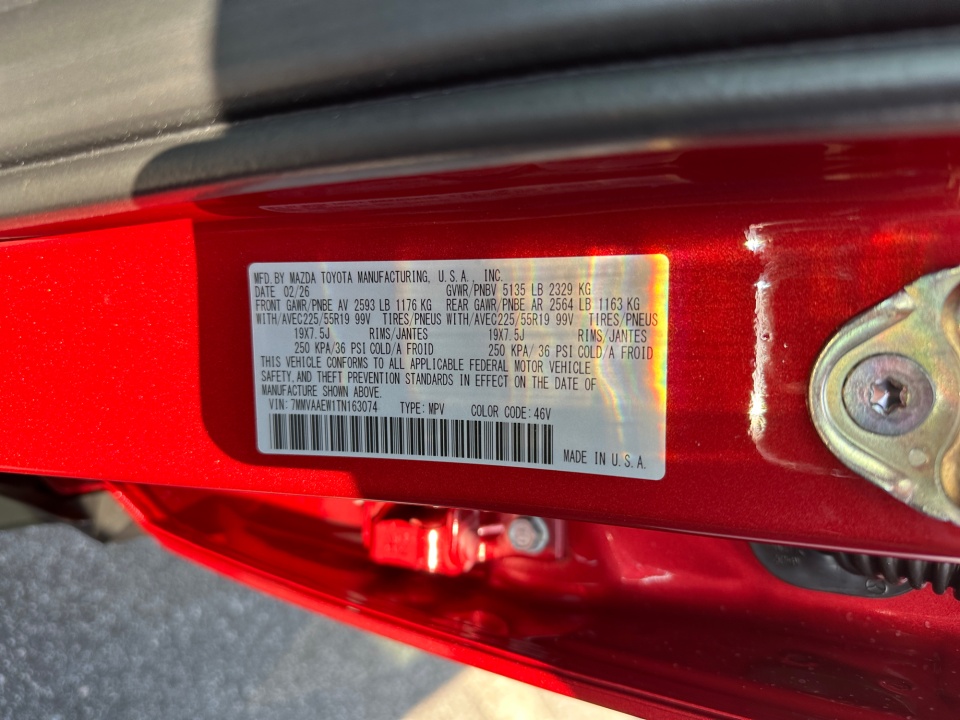 MFD. BY MAZDA TOYOTA MANUFACTURING, U.S.A., INC.
DATE 02/26 GVWR/PNBV 5135 LB 2329 KG
FRONT GAWR/PNBE AV 2593 LB 1176 KG REAR GAWR/PNBE AR 2564 LB 1163 KG
WITH/AVEC225/55R19 99V TIRES/PNEUS WITH/AVEC225/55R19 99V TIRES/PNEUS
19X7.5J RIMS/JANTES 19X7.5J RIMS/JANTES
250 KPA/36 PSI COLD/A FROID 250 KPA/ 36 PSI COLD/A FROID
THIS VEHICLE CONFORMS TO ALL APPLICABLE FEDERAL MOTOR VEHICLE
SAFETY, AND THEFT PREVENTION STANDARDS IN EFFECT ON THE DATE OF
MANUFACTURE SHOWN ABOVE.
VIN: 7MMVAAEW1TN163074 TYPE: MPV COLOR CODE: 46V
MADE IN U.S.A.